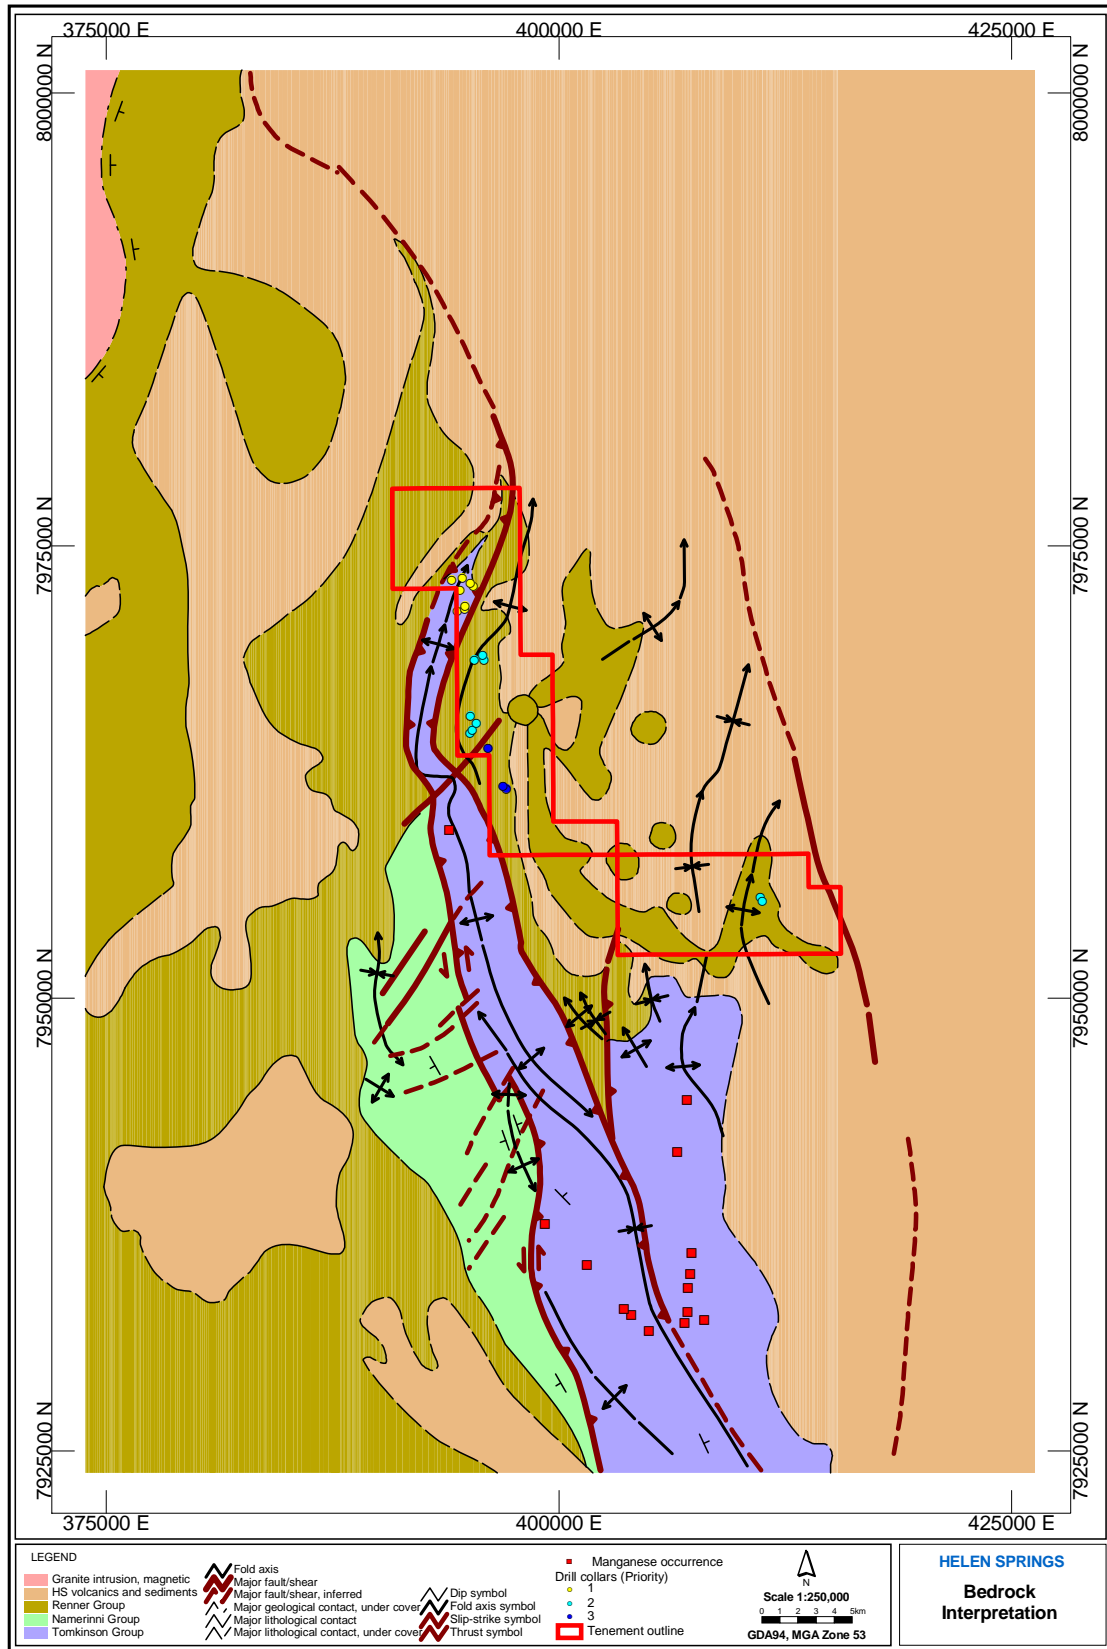 375000 E
400000 E
425000 E
8000000 N
8000000 N
7975000 N
7975000 N
7950000 N
7950000 N
7925000 N
7925000 N
375000 E
400000 E
425000 E
LEGEND
Granite intrusion, magnetic
HS volcanics and sediments
Renner Group
Namerinni Group
Tomkinson Group
Fold axis
Major fault/shear
Major fault/shear, inferred
Major geological contact, under cover
Major lithological contact
Major lithological contact, under cover
Dip symbol
Fold axis symbol
Slip-strike symbol
Thrust symbol
Manganese occurrence
Drill collars (Priority)
1
2
3
Tenement outline
N
Scale 1:250,000
0 1 2 3 4 5km
GDA94, MGA Zone 53
HELEN SPRINGS
Bedrock
Interpretation